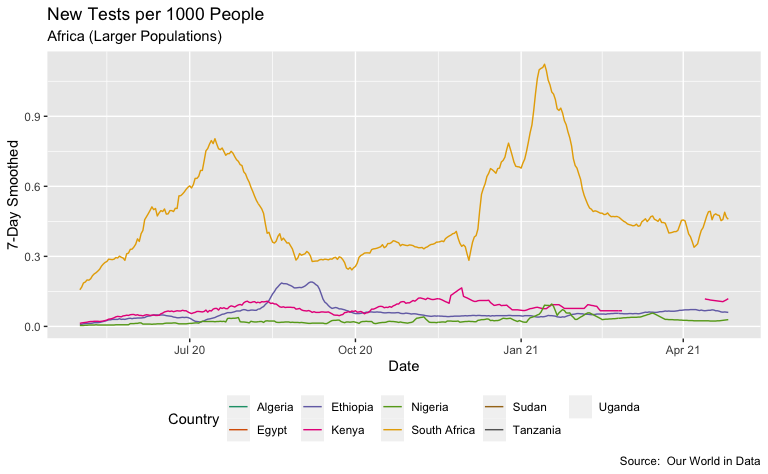 New Tests per 1000 People
Africa (Larger Populations)
0.9
0.6
0.3
0.0
7-Day Smoothed
Jul 20 Oct 20 Jan 21 Apr 21
Date
Country
Algeria Ethiopia Nigeria Sudan Uganda
Egypt Kenya South Africa Tanzania
Source: Our World in Data